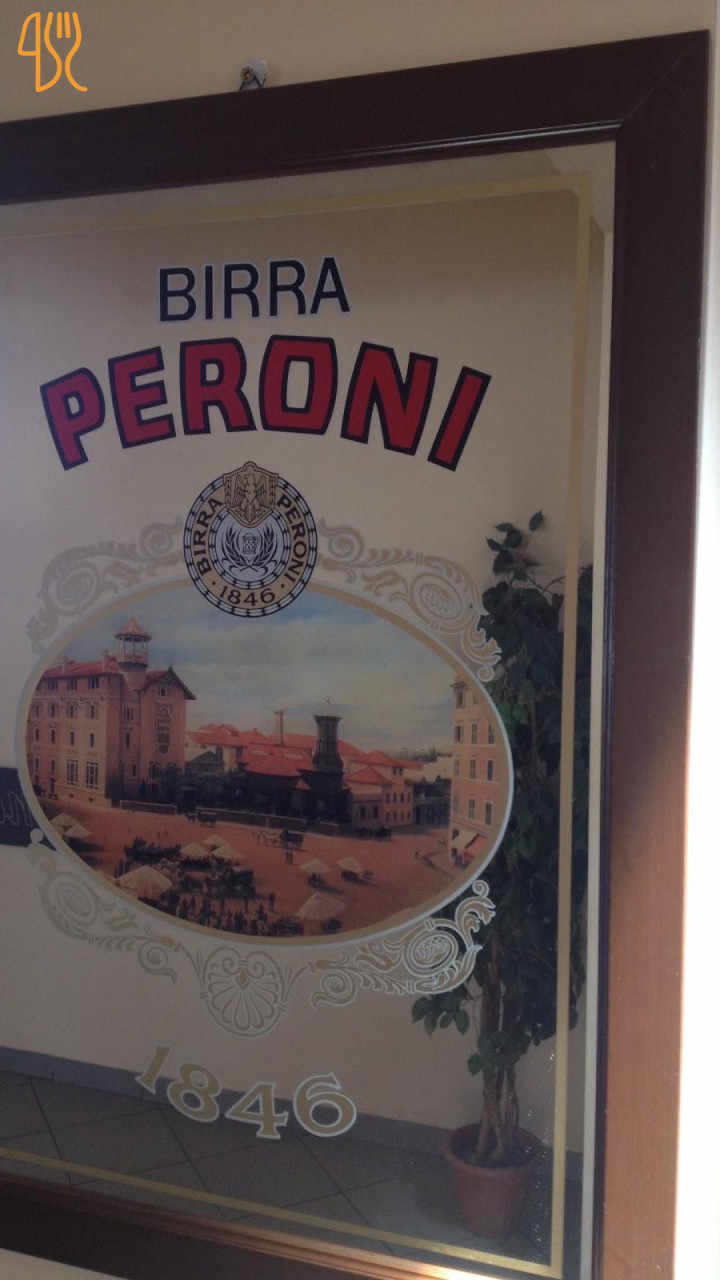 BIRRA
PERONI
BIRRA PERONI
· 1846 ·
1846